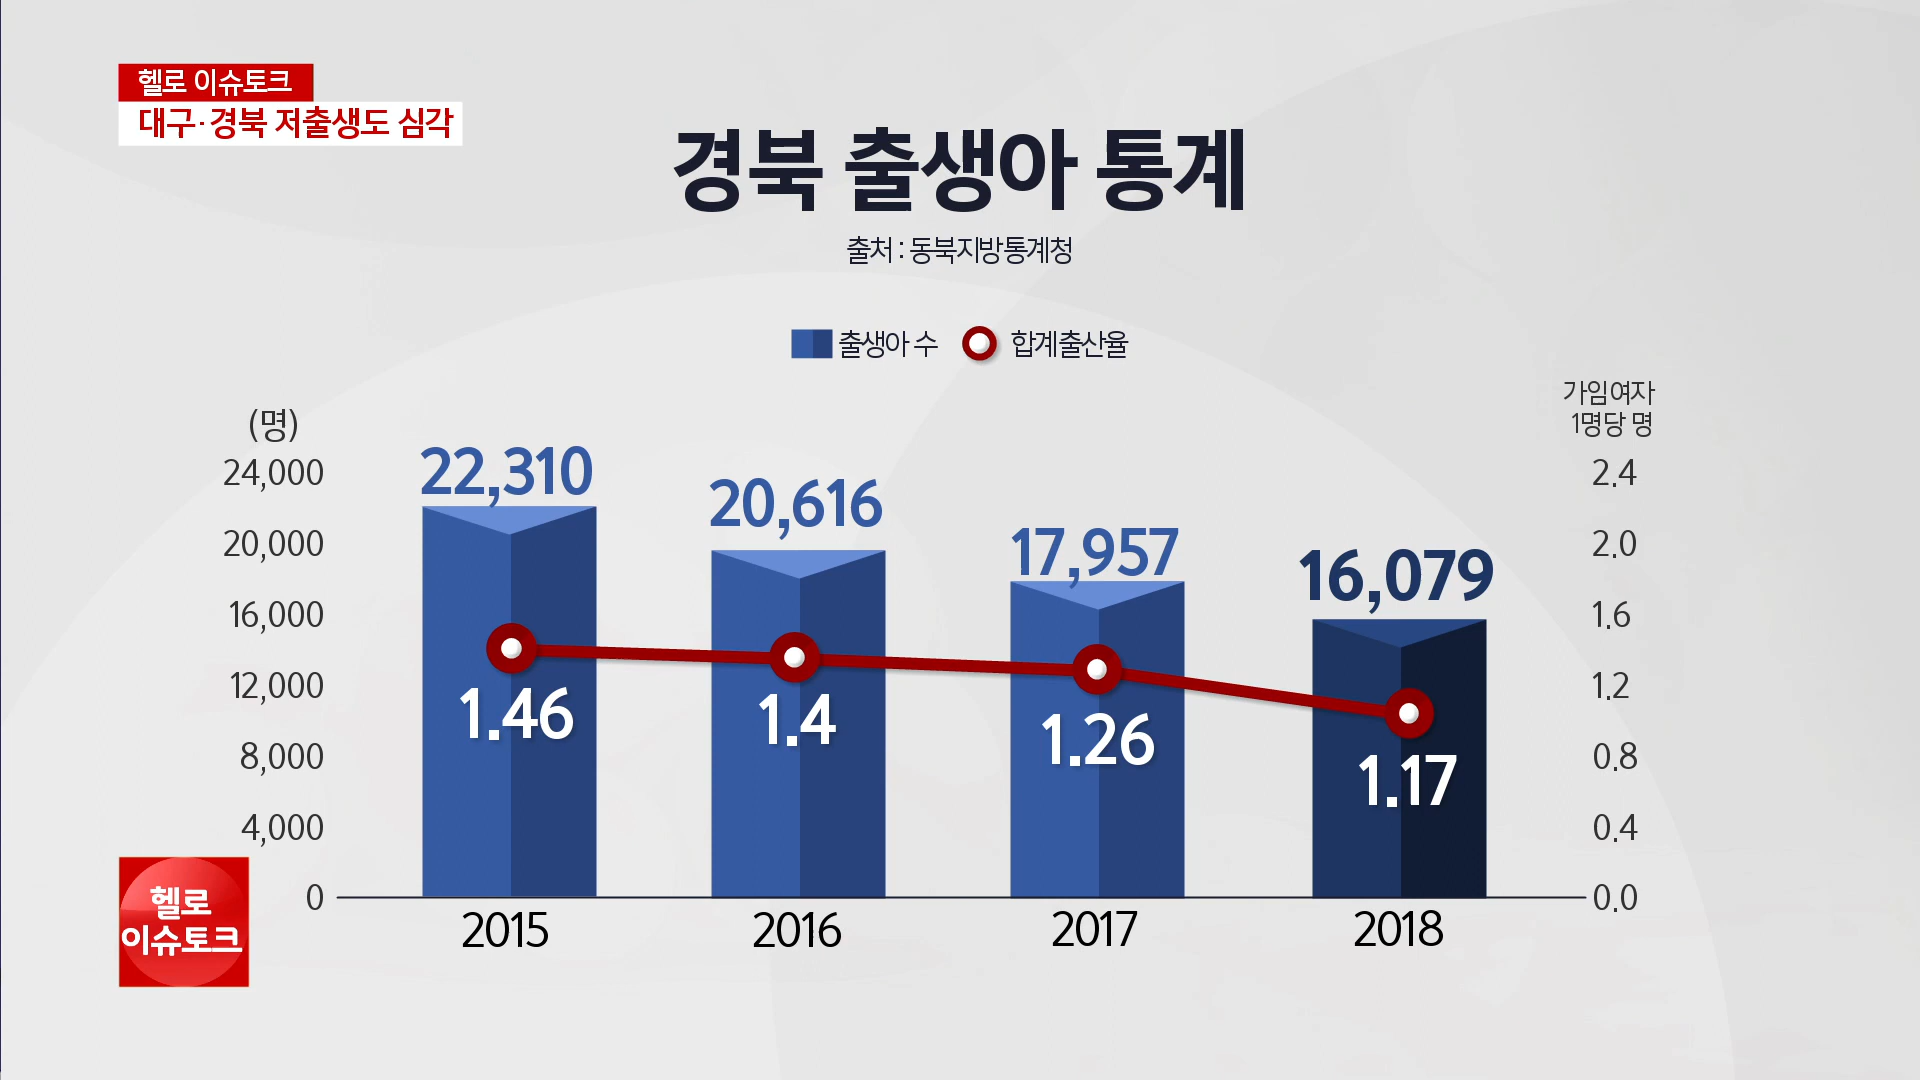 헬로 이슈토크
대구·경북 저출생도 심각
경북 출생아 통계
출처 : 동북지방통계청
출생아 수 합계출산율
(명)
가임여자
1명당 명
24,000
20,000
16,000
12,000
8,000
4,000
0
22,310
20,616
17,957
16,079
1.46
1.4
1.26
1.17
2.4
2.0
1.6
1.2
0.8
0.4
0.0
2015 2016 2017 2018
헬로
이슈토크